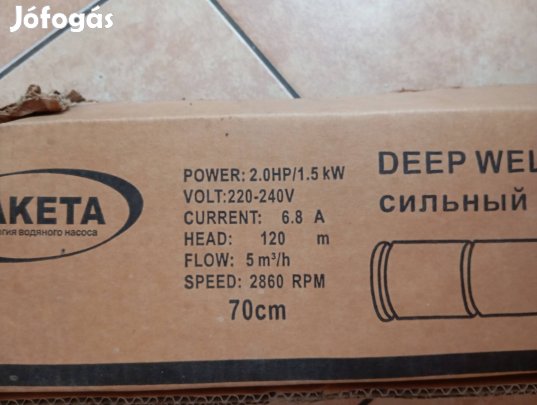 Jófogás
AKETA
водяного насоса
POWER: 2.0HP/1.5 kW
VOLT:220-240V
CURRENT: 6.8 A
HEAD: 120 m
FLOW: 5 m³/h
SPEED: 2860 RPM
70cm
DEEP WEL
СИЛЬНЫЙ